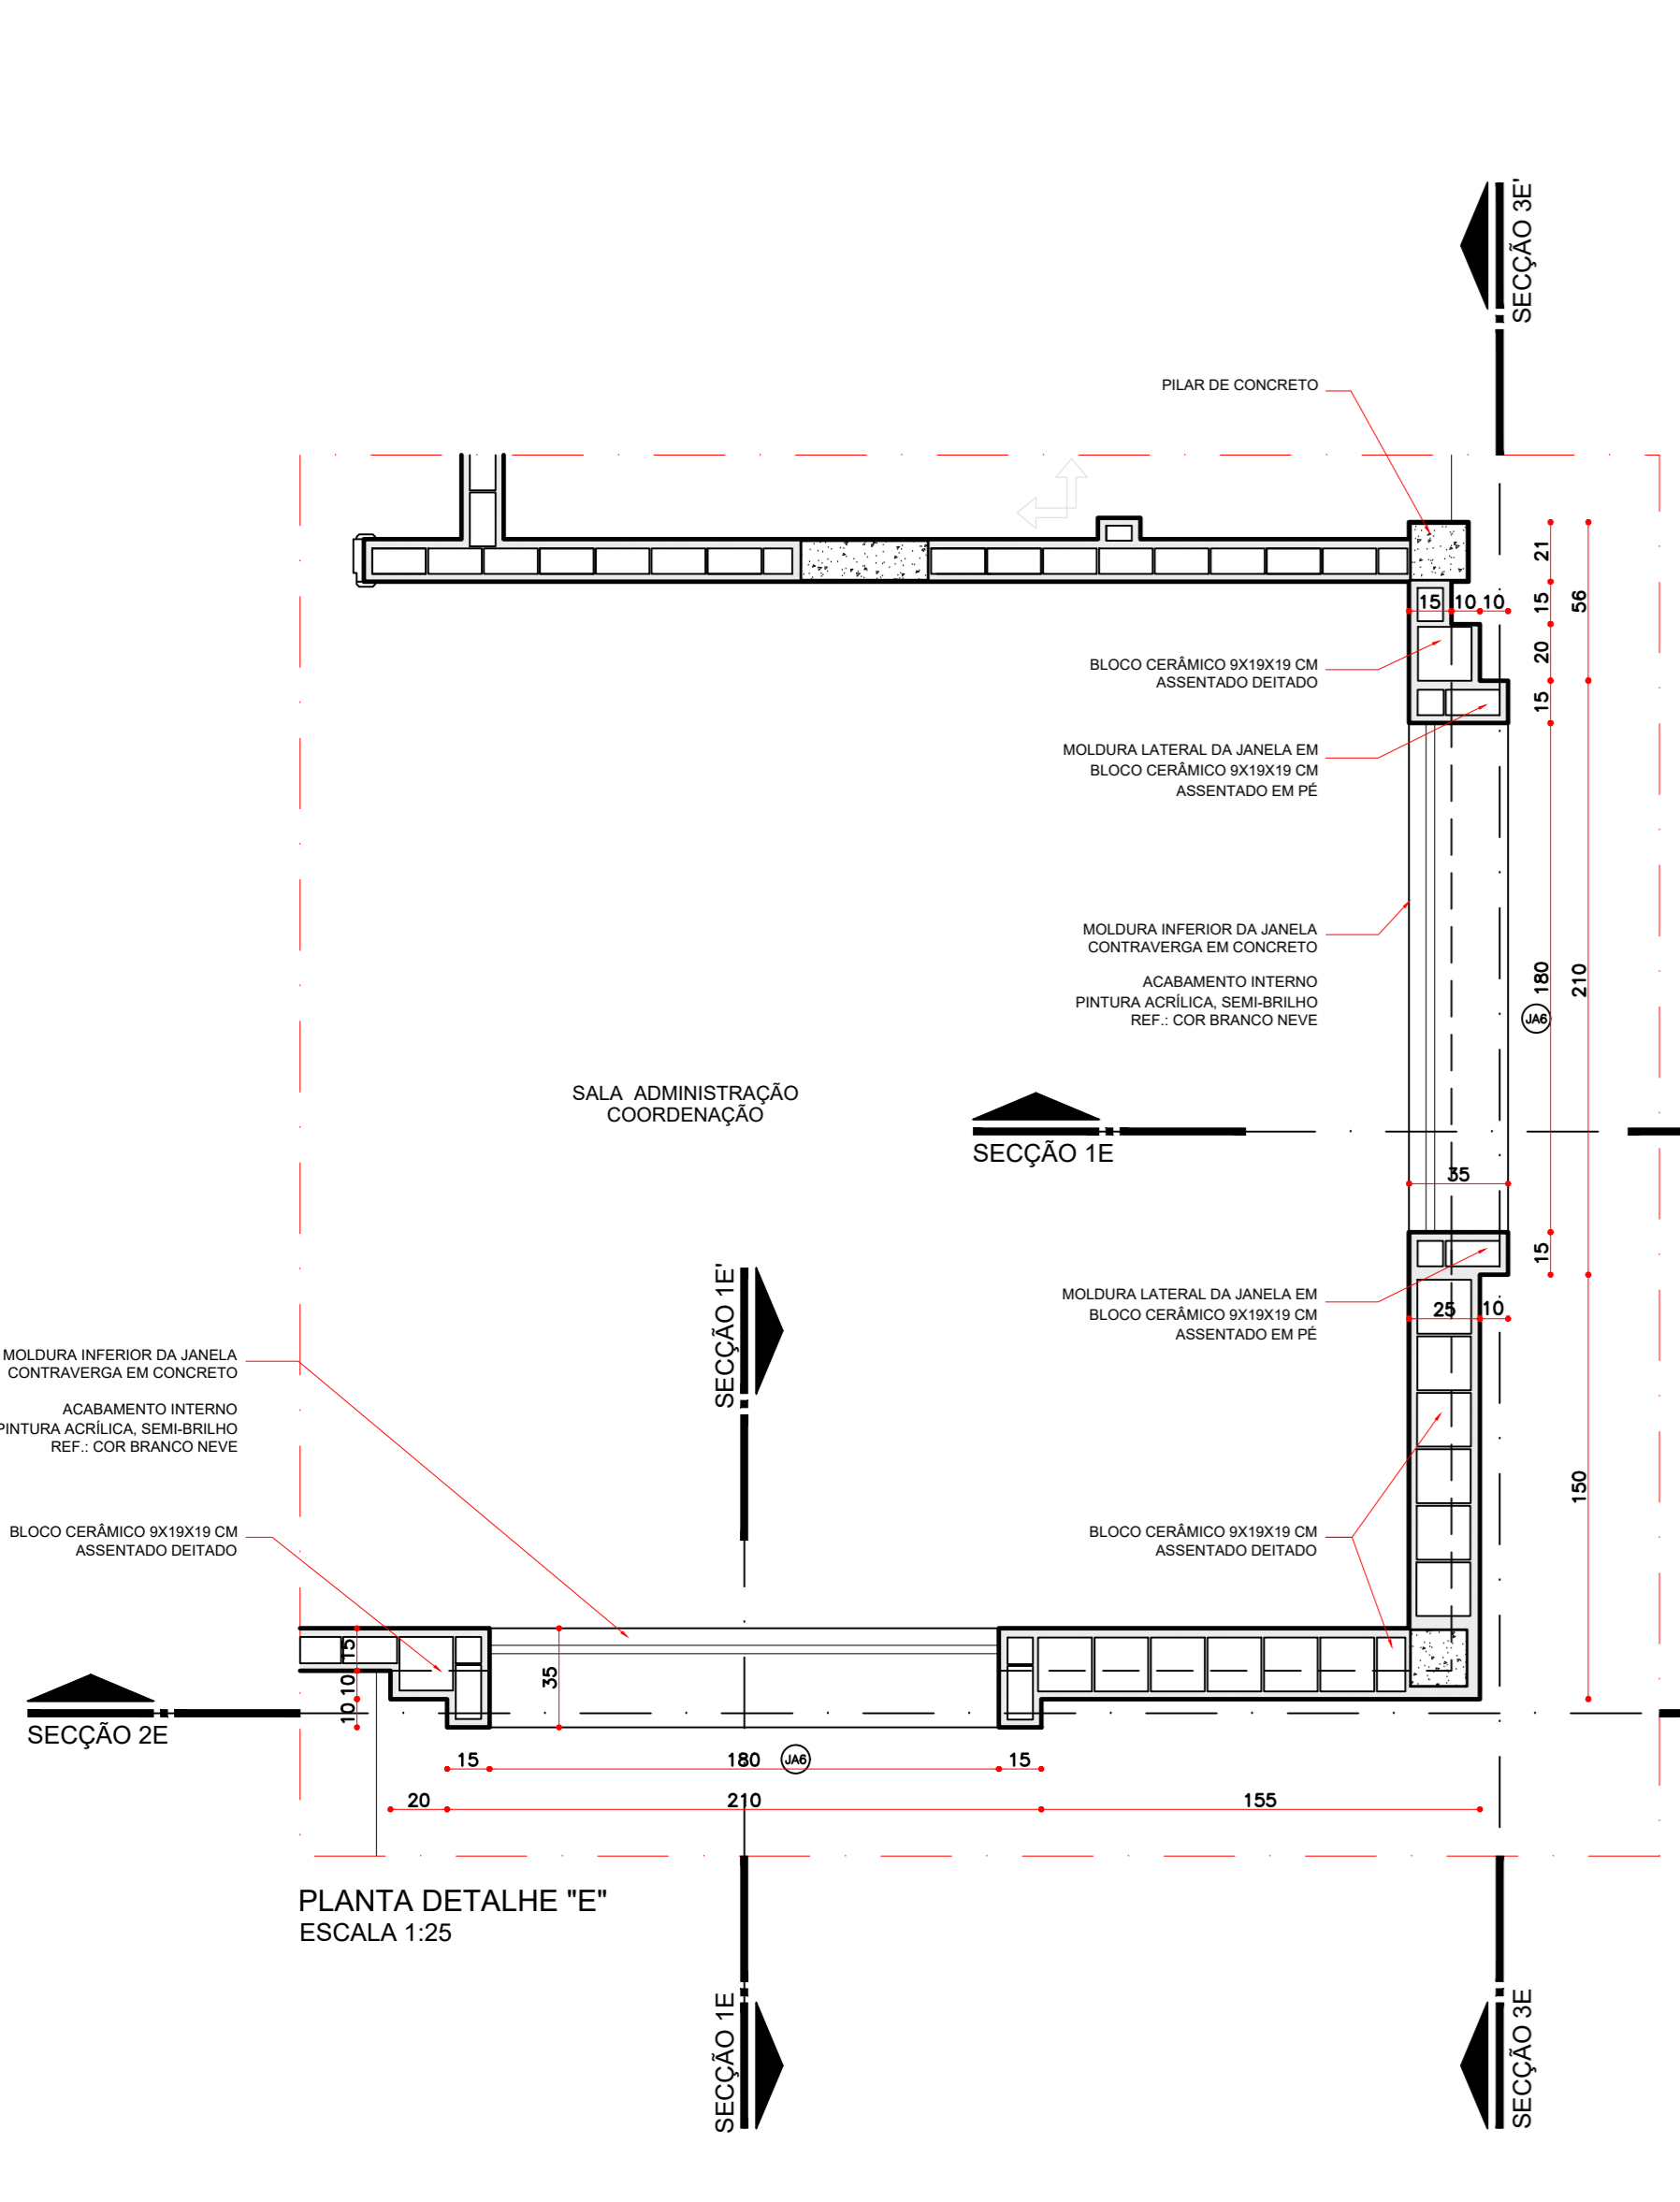 SECÇÃO 3E'
PILAR DE CONCRETO
21
15
56
15
10
10
20
BLOCO CERÂMICO 9X19X19 CM
ASSENTADO DEITADO
15
MOLDURA LATERAL DA JANELA EM
BLOCO CERÂMICO 9X19X19 CM
ASSENTADO EM PÉ
MOLDURA INFERIOR DA JANELA
CONTRAVERGA EM CONCRETO
ACABAMENTO INTERNO
PINTURA ACRÍLICA, SEMI-BRILHO
REF.: COR BRANCO NEVE
180
210
JA6
SALA ADMINISTRAÇÃO
COORDENAÇÃO
SECÇÃO 1E
35
15
SECÇÃO 1E'
MOLDURA LATERAL DA JANELA EM
BLOCO CERÂMICO 9X19X19 CM
ASSENTADO EM PÉ
25
10
MOLDURA INFERIOR DA JANELA
CONTRAVERGA EM CONCRETO
ACABAMENTO INTERNO
PINTURA ACRÍLICA, SEMI-BRILHO
REF.: COR BRANCO NEVE
150
BLOCO CERÂMICO 9X19X19 CM
ASSENTADO DEITADO
BLOCO CERÂMICO 9X19X19 CM
ASSENTADO DEITADO
15
10
10
35
SECÇÃO 2E
15
180
JA6
15
20
210
155
PLANTA DETALHE "E"
ESCALA 1:25
SECÇÃO 1E
SECÇÃO 3E